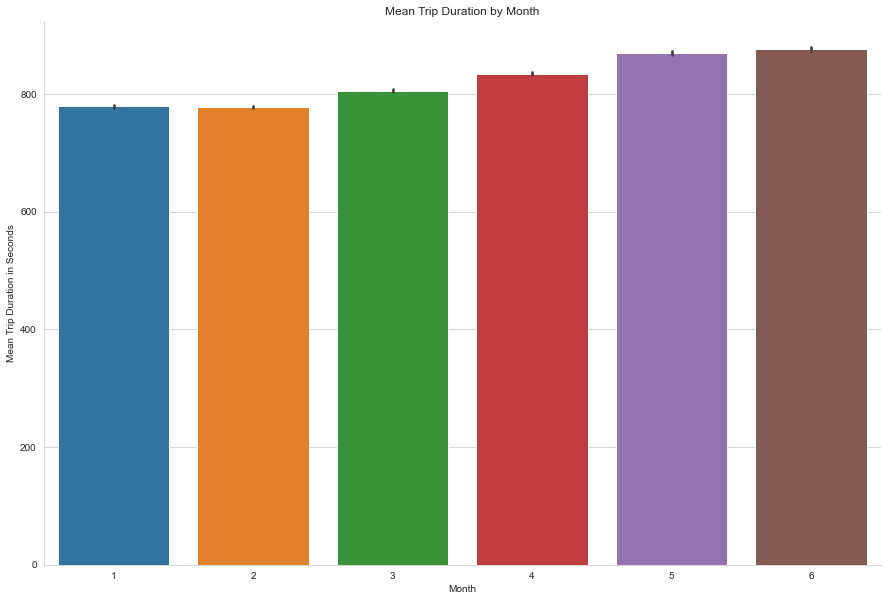 Mean Trip Duration by Month
Mean Trip Duration in Seconds
800
600
400
200
0
1 2 3 4 5 6
Month